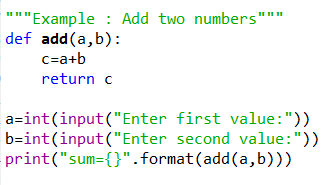 """Example : Add two numbers"""
def add(a,b):
    c=a+b
    return c

a=int(input("Enter first value:"))
b=int(input("Enter second value:"))
print("sum={}".format(add(a,b)))